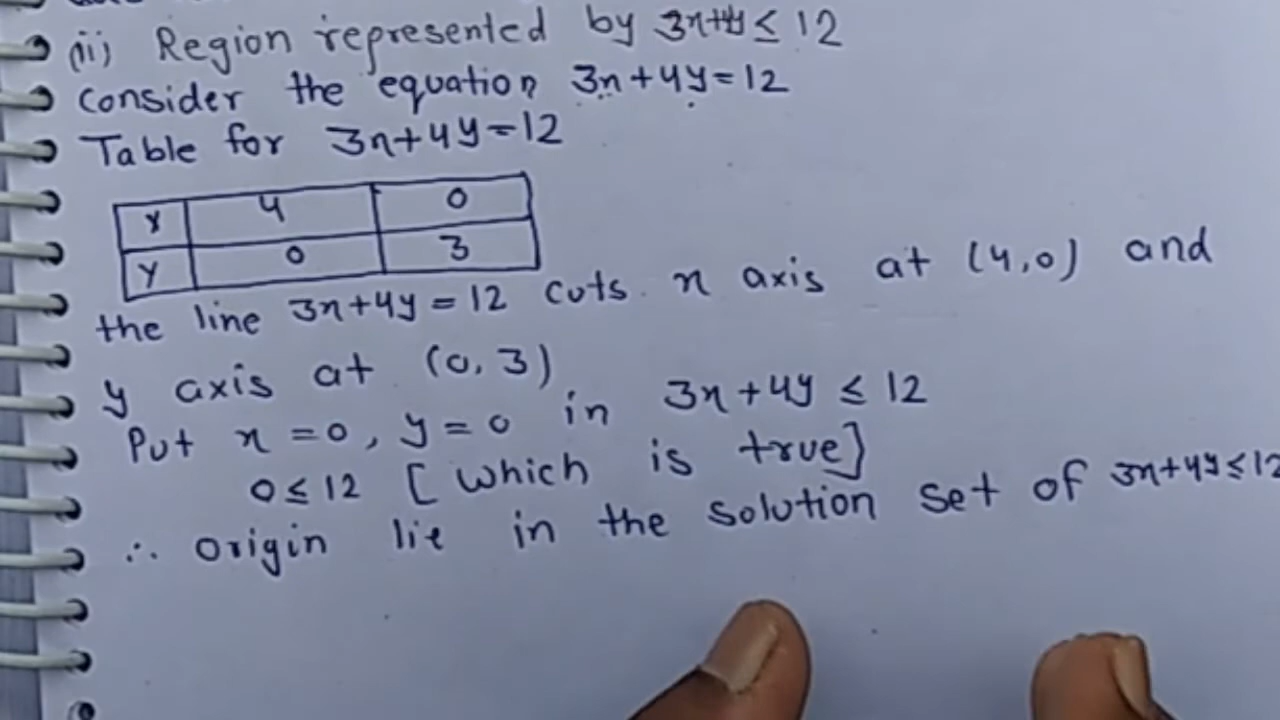 (ii) Region represented by 3x+4y ≤ 12
Consider the equation 3x+4y=12
Table for 3x+4y=12
X 4 0
Y 0 3
the line 3x+4y=12 cuts x axis at (4,0) and
y axis at (0,3)
Put x=0, y=0 in 3x+4y ≤ 12
0 ≤ 12 [which is true]
∴ origin lie in the solution set of 3x+4y≤12